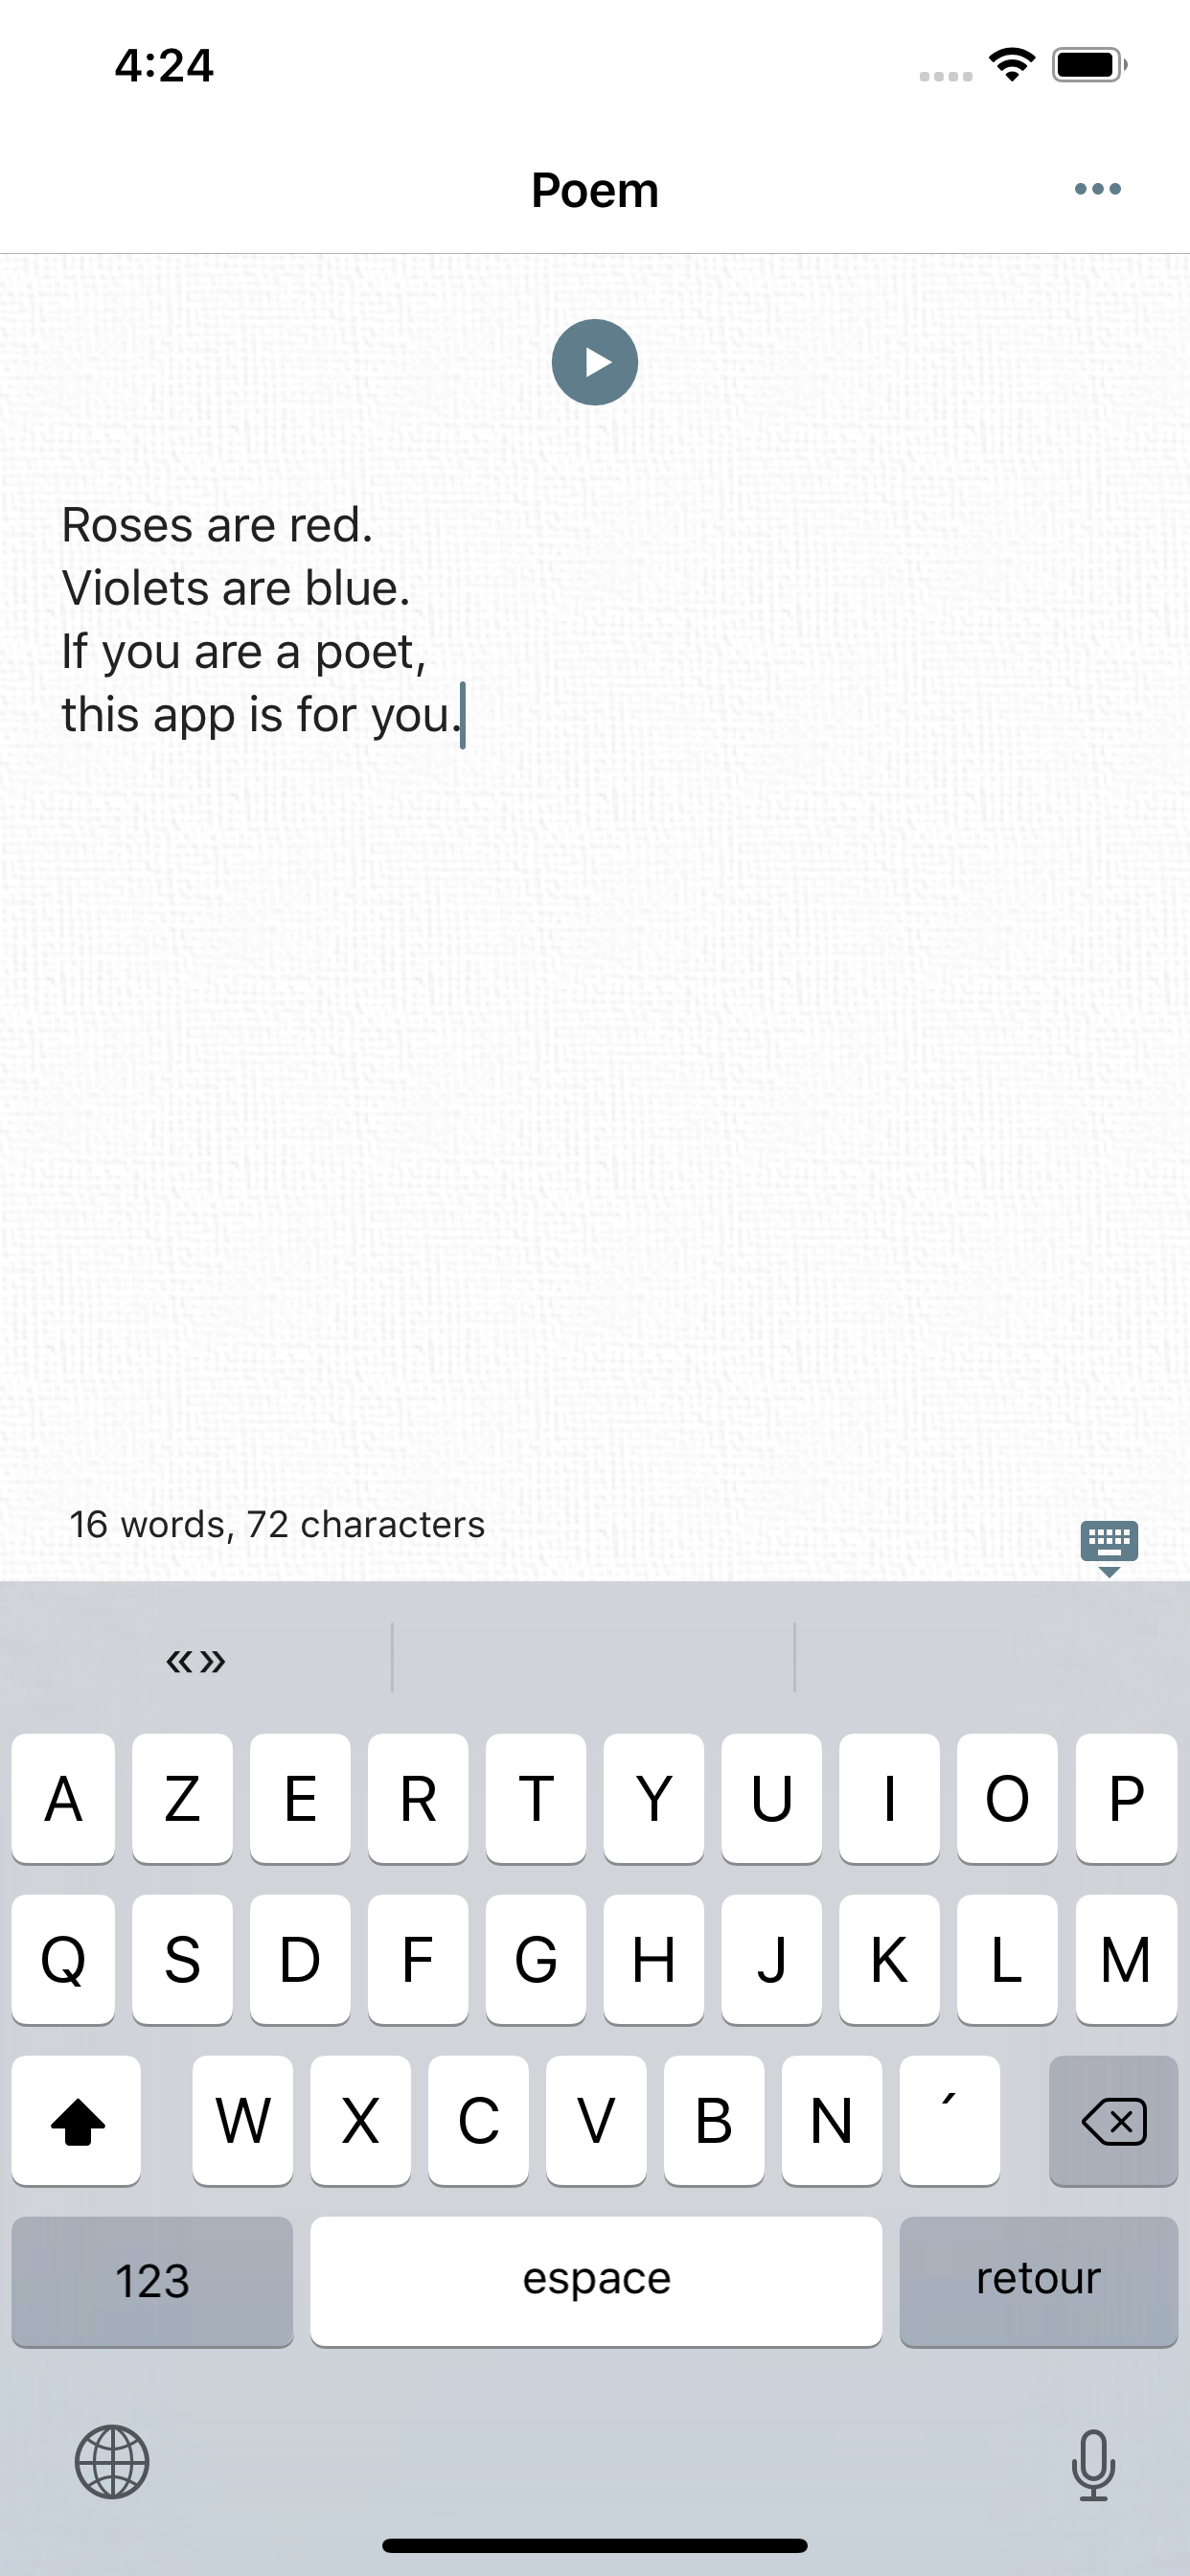 4:24
Poem
Roses are red.
Violets are blue.
If you are a poet,
this app is for you.
16 words, 72 characters
«»
A Z E R T Y U I O P
Q S D F G H J K L M
W X C V B N ´
123 espace retour